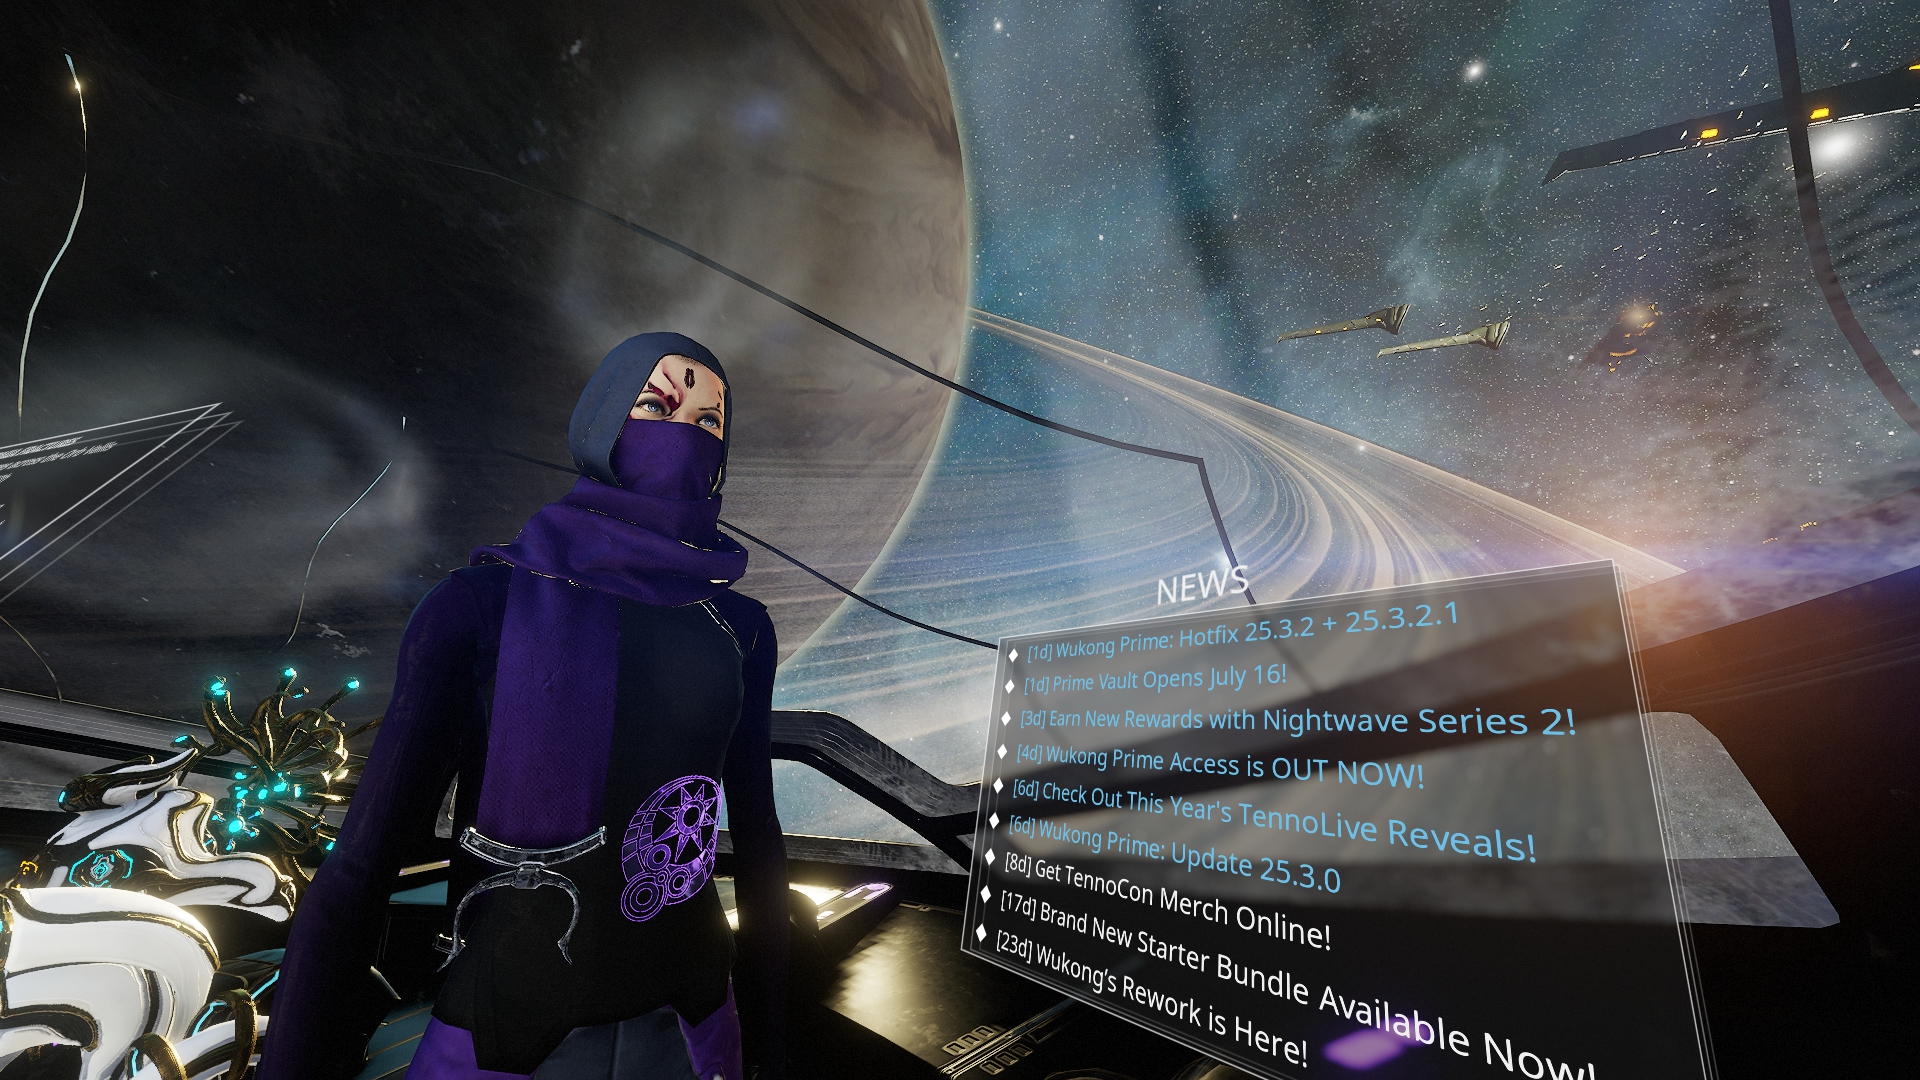 NEWS
[1d] Wukong Prime: Hotfix 25.3.2 + 25.3.2.1
[1d] Prime Vault Opens July 16!
[3d] Earn New Rewards with Nightwave Series 2!
[4d] Wukong Prime Access is OUT NOW!
[6d] Check Out This Year's TennoLive Reveals!
[6d] Wukong Prime: Update 25.3.0
[8d] Get TennoCon Merch Online!
[17d] Brand New Starter Bundle Available Now!
[23d] Wukong's Rework is Here!